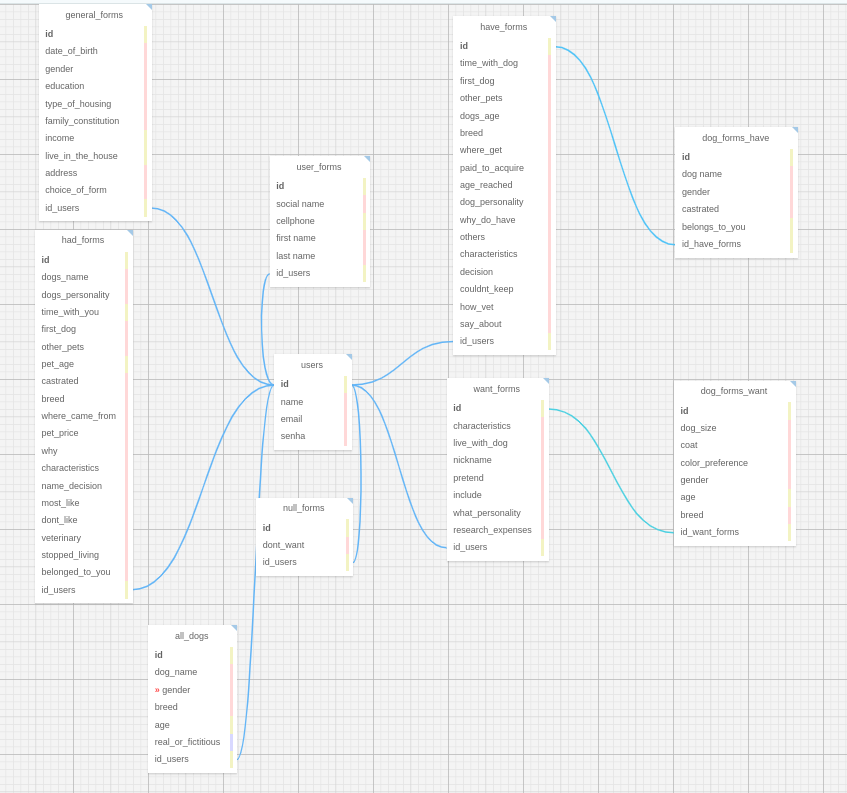 general_forms
id
date_of_birth
gender
education
type_of_housing
family_constitution
income
live_in_the_house
address
choice_of_form
id_users
had_forms
id
dogs_name
dogs_personality
time_with_you
first_dog
other_pets
pet_age
castrated
breed
where_came_from
pet_price
why
characteristics
name_decision
most_like
dont_like
veterinary
stopped_living
belonged_to_you
id_users
all_dogs
id
dog_name
» gender
breed
age
real_or_fictitious
id_users
user_forms
id
social name
cellphone
first name
last name
id_users
users
id
name
email
senha
null_forms
id
dont_want
id_users
have_forms
id
time_with_dog
first_dog
other_pets
dogs_age
breed
where_get
paid_to_acquire
age_reached
dog_personality
why_do_have
others
characteristics
decision
couldnt_keep
how_vet
say_about
id_users
want_forms
id
characteristics
live_with_dog
nickname
pretend
include
what_personality
research_expenses
id_users
dog_forms_have
id
dog name
gender
castrated
belongs_to_you
id_have_forms
dog_forms_want
id
dog_size
coat
color_preference
gender
age
breed
id_want_forms